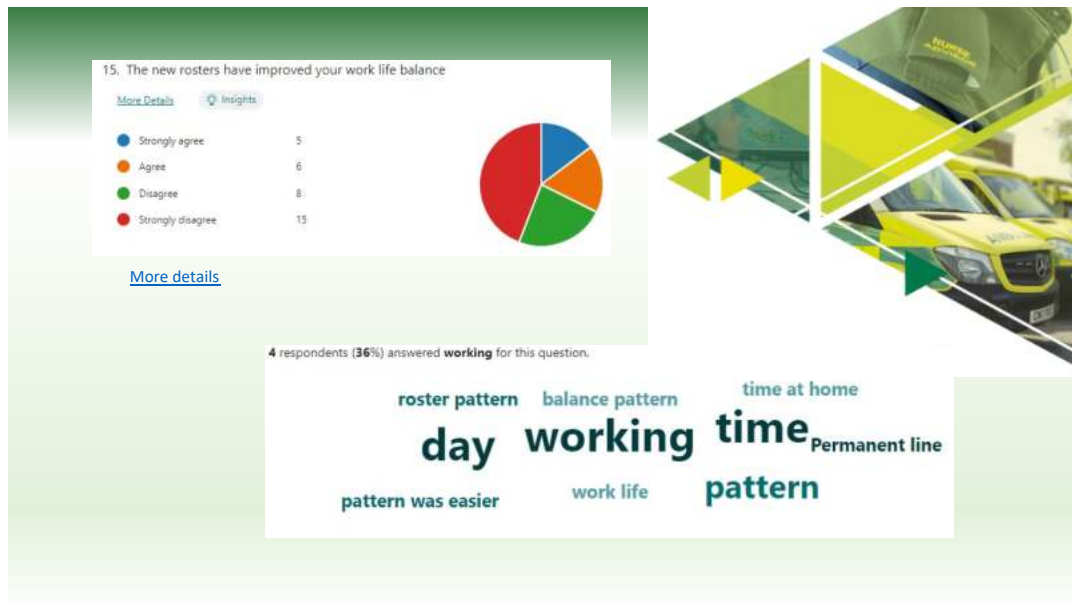 15. The new rosters have improved your work life balance
More Details
Insights
Strongly agree 5
Agree 6
Disagree 8
Strongly disagree 15
More details
NURSE
ADVISOR
4 respondents (36%) answered working for this question.
roster pattern balance pattern time at home
day working time Permanent line
pattern was easier work life pattern